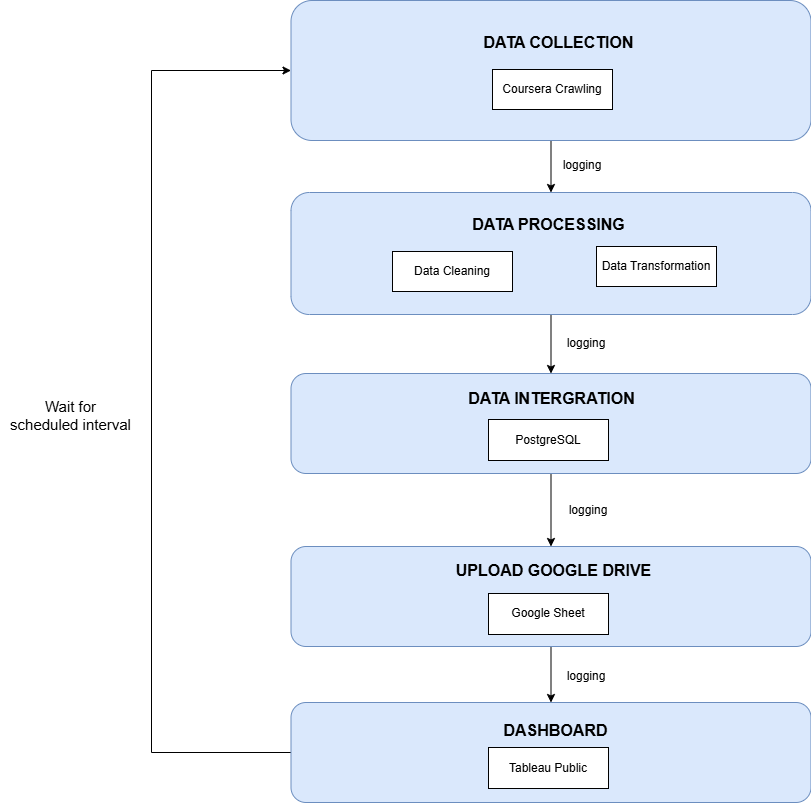 DATA COLLECTION
Coursera Crawling
logging
DATA PROCESSING
Data Cleaning
Data Transformation
logging
DATA INTERGRATION
PostgreSQL
Wait for
scheduled interval
logging
UPLOAD GOOGLE DRIVE
Google Sheet
logging
DASHBOARD
Tableau Public